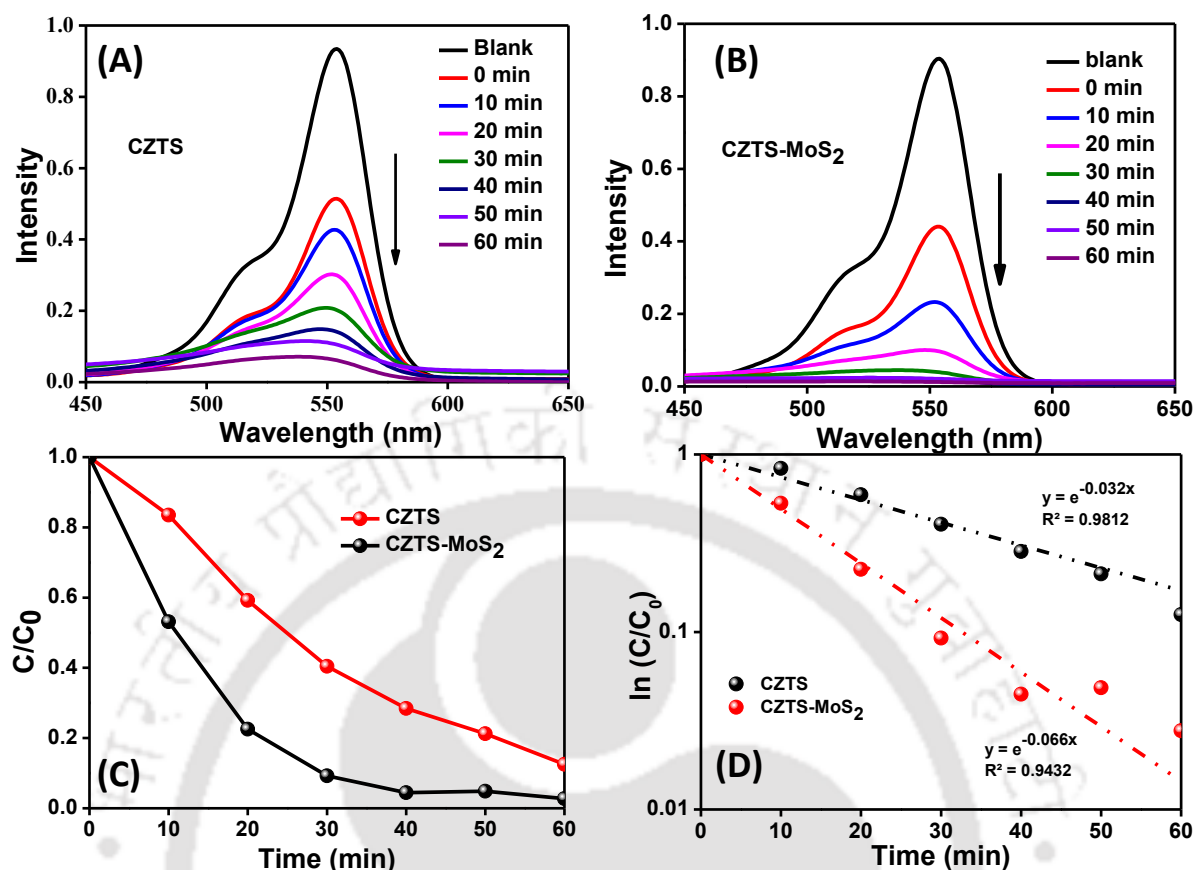 (A)
CZTS
Blank
0 min
10 min
20 min
30 min
40 min
50 min
60 min
Intensity
1.0
0.8
0.6
0.4
0.2
0.0
450 500 550 600 650
Wavelength (nm)
(B)
CZTS-MoS2
blank
0 min
10 min
20 min
30 min
40 min
50 min
60 min
Intensity
1.0
0.8
0.6
0.4
0.2
0.0
450 500 550 600 650
Wavelength (nm)
(C)
CZTS
CZTS-MoS2
C/C0
1.0
0.8
0.6
0.4
0.2
0.0
0 10 20 30 40 50 60
Time (min)
(D)
y = e-0.032x
R² = 0.9812
CZTS
CZTS-MoS2
y = e-0.066x
R² = 0.9432
ln (C/C0)
1
0.1
0.01
0 10 20 30 40 50 60
Time (min)